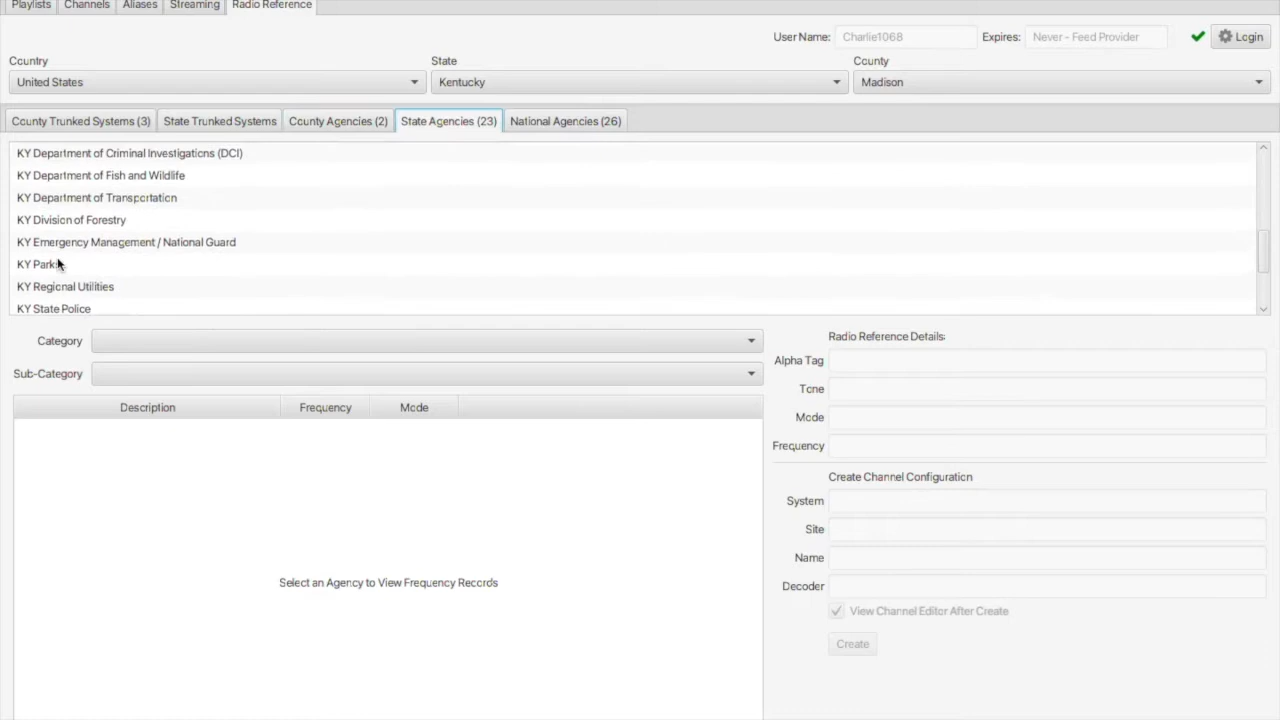 Playlists Channels Aliases Streaming Radio Reference
User Name: Charlie1068 Expires: Never - Feed Provider Login
Country State County
United States Kentucky Madison
County Trunked Systems (3) State Trunked Systems County Agencies (2) State Agencies (23) National Agencies (26)
KY Department of Criminal Investigations (DCI)
KY Department of Fish and Wildlife
KY Department of Transportation
KY Division of Forestry
KY Emergency Management / National Guard
KY Parks
KY Regional Utilities
KY State Police
Category
Sub-Category
Description Frequency Mode
Select an Agency to View Frequency Records
Radio Reference Details:
Alpha Tag
Tone
Mode
Frequency
Create Channel Configuration
System
Site
Name
Decoder
View Channel Editor After Create
Create